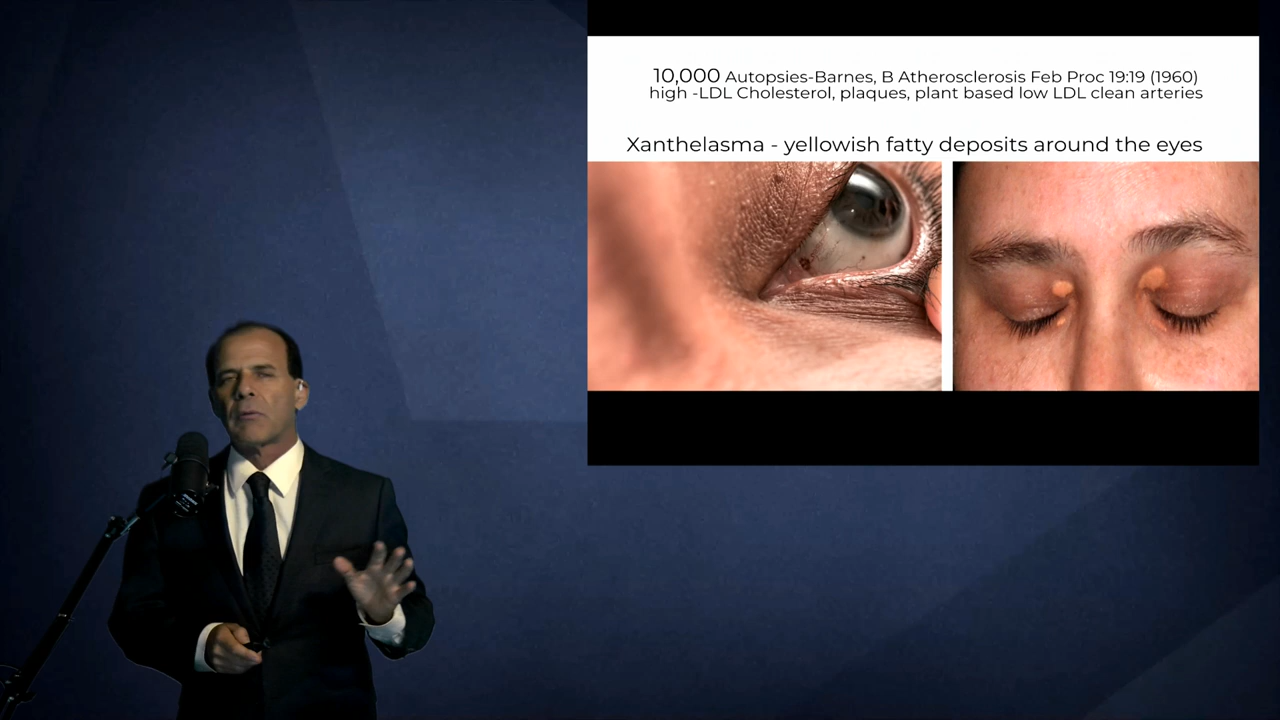 10,000 Autopsies-Barnes, B Atherosclerosis Feb Proc 19:19 (1960)
high -LDL Cholesterol, plaques, plant based low LDL clean arteries
Xanthelasma - yellowish fatty deposits around the eyes